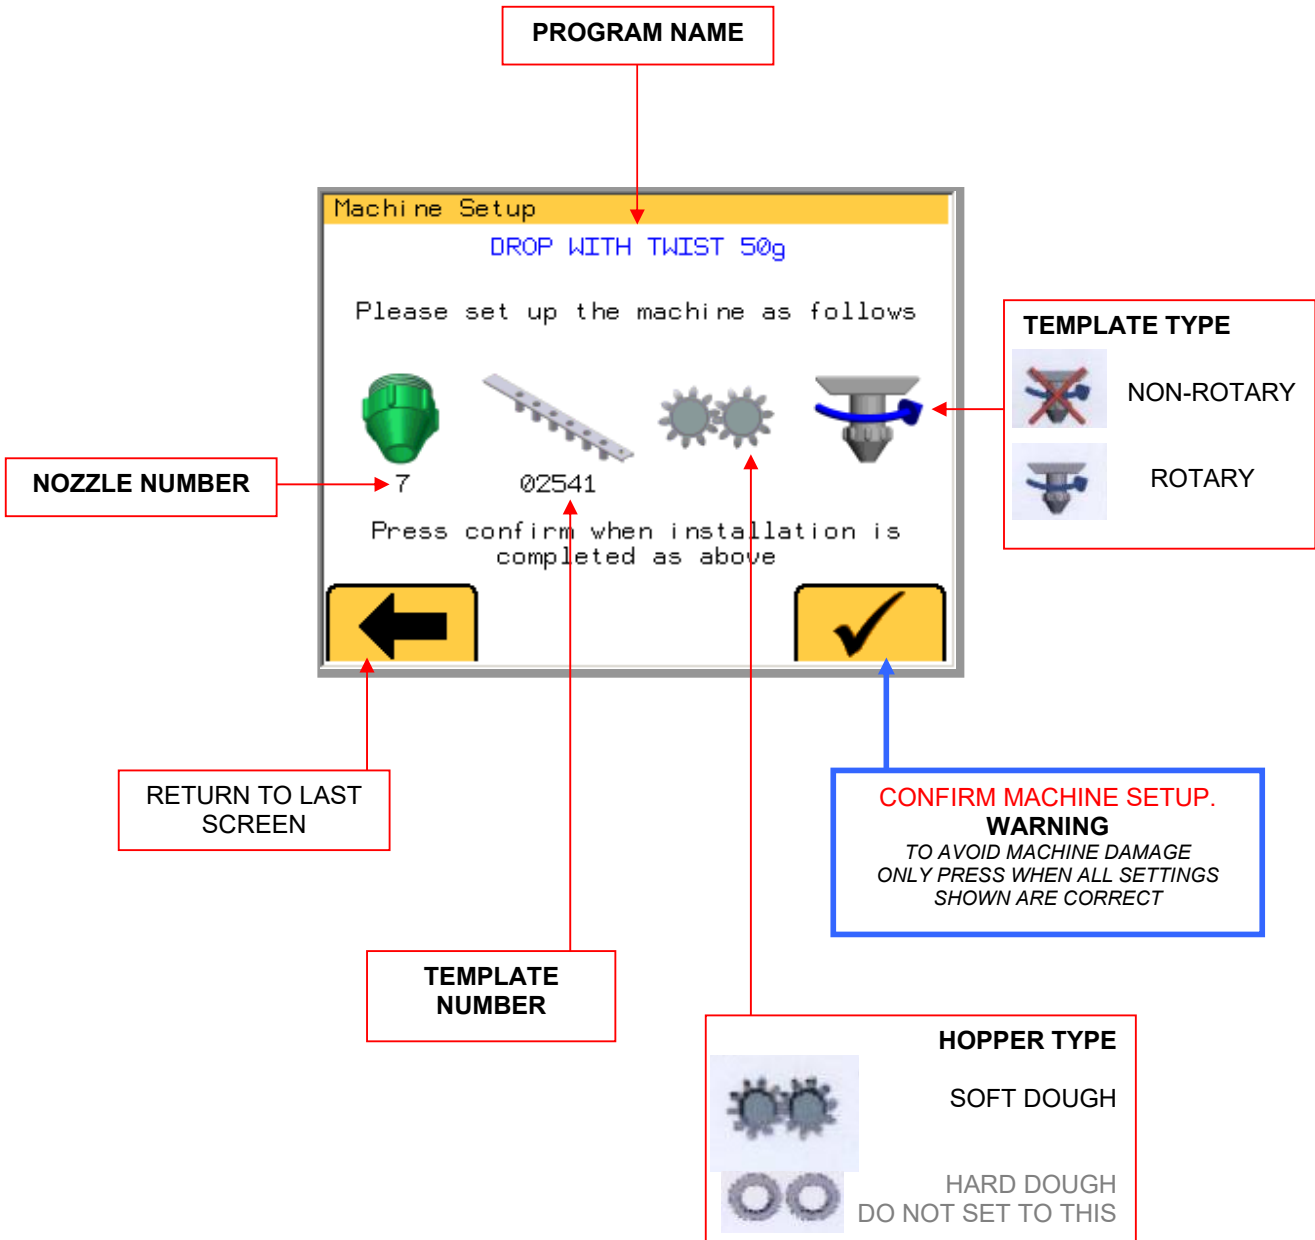 PROGRAM NAME
Machine Setup
DROP WITH TWIST 50g
Please set up the machine as follows
TEMPLATE TYPE
NON-ROTARY
ROTARY
NOZZLE NUMBER
7
02541
Press confirm when installation is
completed as above
RETURN TO LAST
SCREEN
CONFIRM MACHINE SETUP.
WARNING
TO AVOID MACHINE DAMAGE
ONLY PRESS WHEN ALL SETTINGS
SHOWN ARE CORRECT
TEMPLATE
NUMBER
HOPPER TYPE
SOFT DOUGH
HARD DOUGH
DO NOT SET TO THIS